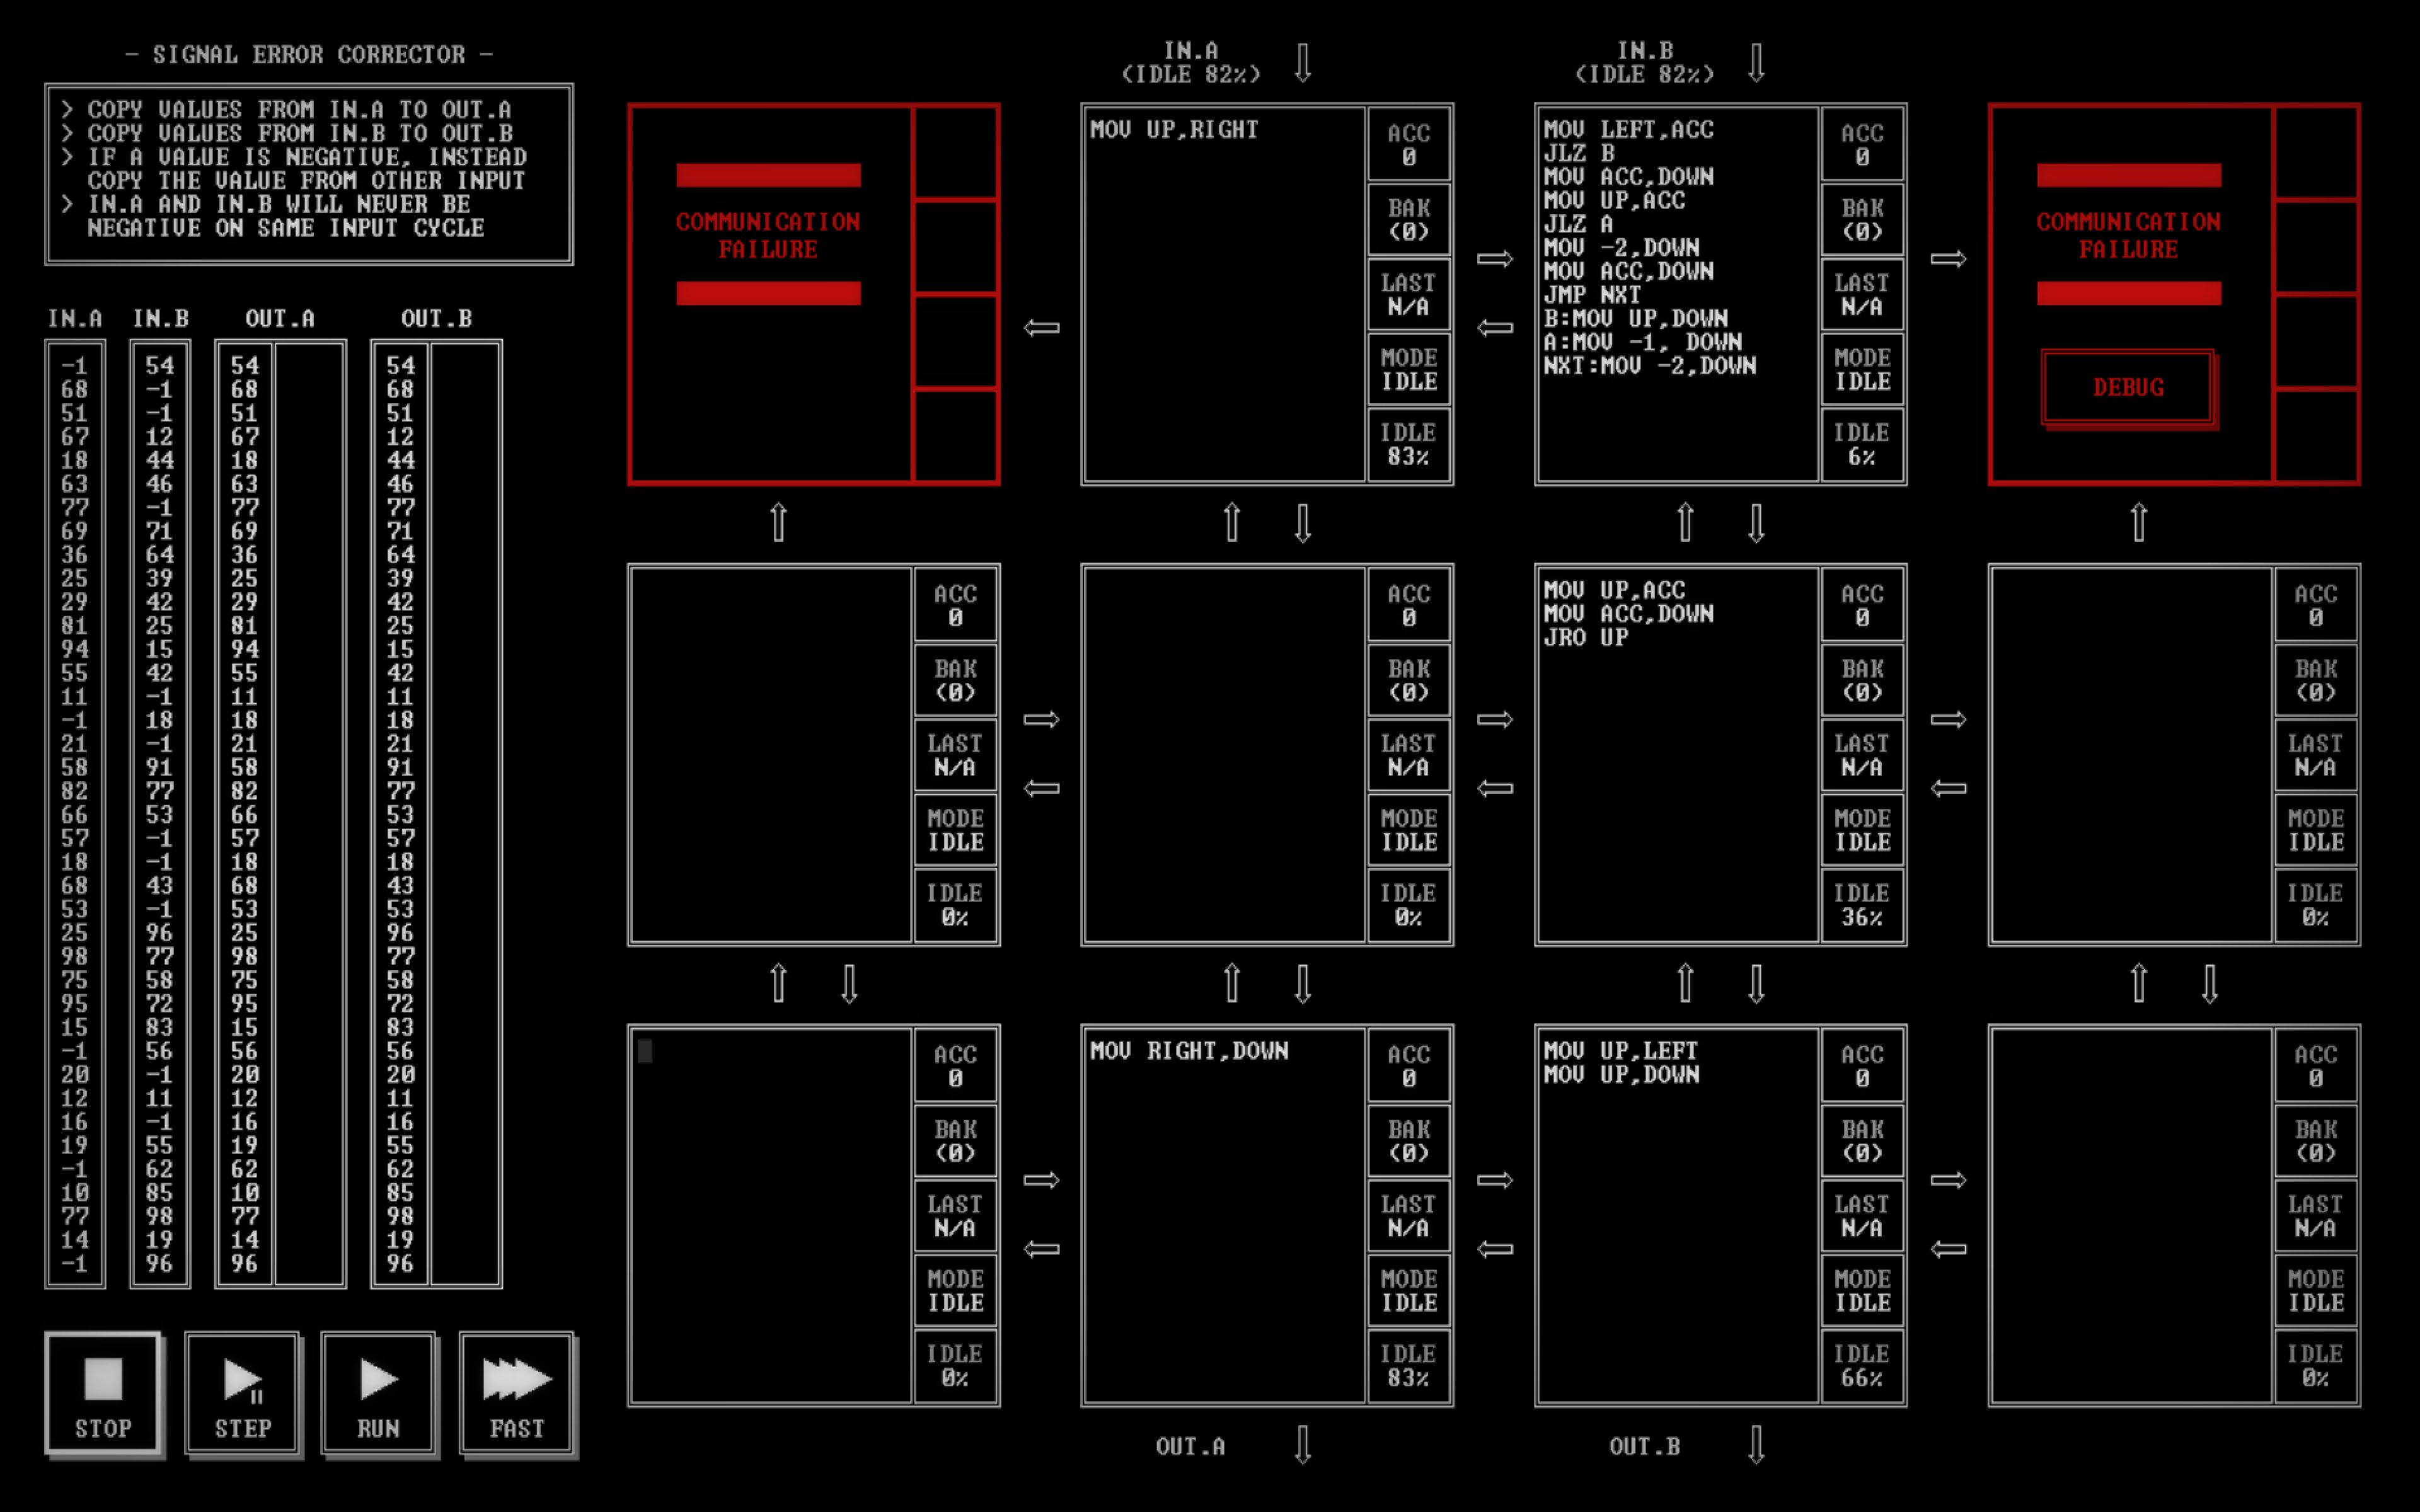 - SIGNAL ERROR CORRECTOR -
> COPY VALUES FROM IN.A TO OUT.A
> COPY VALUES FROM IN.B TO OUT.B
> IF A VALUE IS NEGATIVE, INSTEAD
COPY THE VALUE FROM OTHER INPUT
> IN.A AND IN.B WILL NEVER BE
NEGATIVE ON SAME INPUT CYCLE
IN.A IN.B OUT.A OUT.B
-1 54 54 54
68 -1 68 68
51 -1 51 51
67 12 67 12
18 44 18 44
63 46 63 46
77 -1 77 77
69 71 69 71
36 64 36 64
25 39 25 39
29 42 29 42
81 25 81 25
94 15 94 15
55 42 55 42
11 -1 11 11
-1 18 18 18
21 -1 21 21
58 91 58 91
82 77 82 77
66 53 66 53
57 -1 57 57
18 -1 18 18
68 43 68 43
53 -1 53 53
25 96 25 96
98 77 98 77
75 58 75 58
95 72 95 72
15 83 15 83
-1 56 56 56
20 -1 20 20
12 11 12 11
16 -1 16 16
19 55 19 55
-1 62 62 62
10 85 10 85
77 98 77 98
14 19 14 19
-1 96 96 96
STOP
STEP
RUN
FAST
IN.A
(IDLE 82%)
IN.B
(IDLE 82%)
COMMUNICATION
FAILURE
MOV UP,RIGHT
ACC
0
BAK
(0)
LAST
N/A
MODE
IDLE
IDLE
83%
MOV LEFT,ACC
JLZ B
MOV ACC,DOWN
MOV UP,ACC
JLZ A
MOV -2,DOWN
MOV ACC,DOWN
JMP NXT
B:MOV UP,DOWN
A:MOV -1, DOWN
NXT:MOV -2,DOWN
ACC
0
BAK
(0)
LAST
N/A
MODE
IDLE
IDLE
6%
COMMUNICATION
FAILURE
DEBUG
ACC
0
BAK
(0)
LAST
N/A
MODE
IDLE
IDLE
0%
ACC
0
BAK
(0)
LAST
N/A
MODE
IDLE
IDLE
0%
MOV UP,ACC
MOV ACC,DOWN
JRO UP
ACC
0
BAK
(0)
LAST
N/A
MODE
IDLE
IDLE
36%
ACC
0
BAK
(0)
LAST
N/A
MODE
IDLE
IDLE
0%
ACC
0
BAK
(0)
LAST
N/A
MODE
IDLE
IDLE
0%
MOV RIGHT,DOWN
ACC
0
BAK
(0)
LAST
N/A
MODE
IDLE
IDLE
83%
MOV UP,LEFT
MOV UP,DOWN
ACC
0
BAK
(0)
LAST
N/A
MODE
IDLE
IDLE
66%
ACC
0
BAK
(0)
LAST
N/A
MODE
IDLE
IDLE
0%
OUT.A
OUT.B